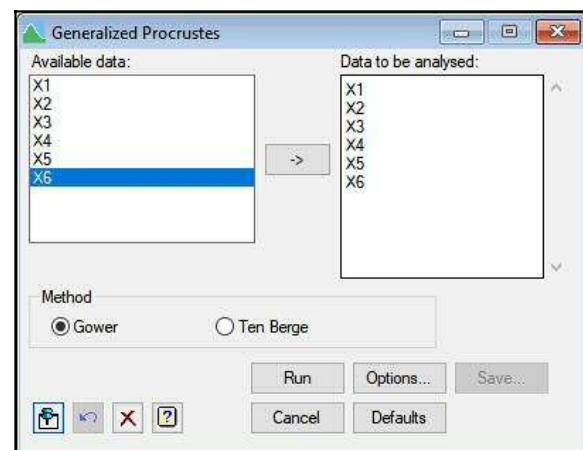 Generalized Procrustes
Available data:
Data to be analysed:
X1
X2
X3
X4
X5
X6
->
X1
X2
X3
X4
X5
X6
Method
Gower
Ten Berge
Run
Options...
Save...
Cancel
Defaults